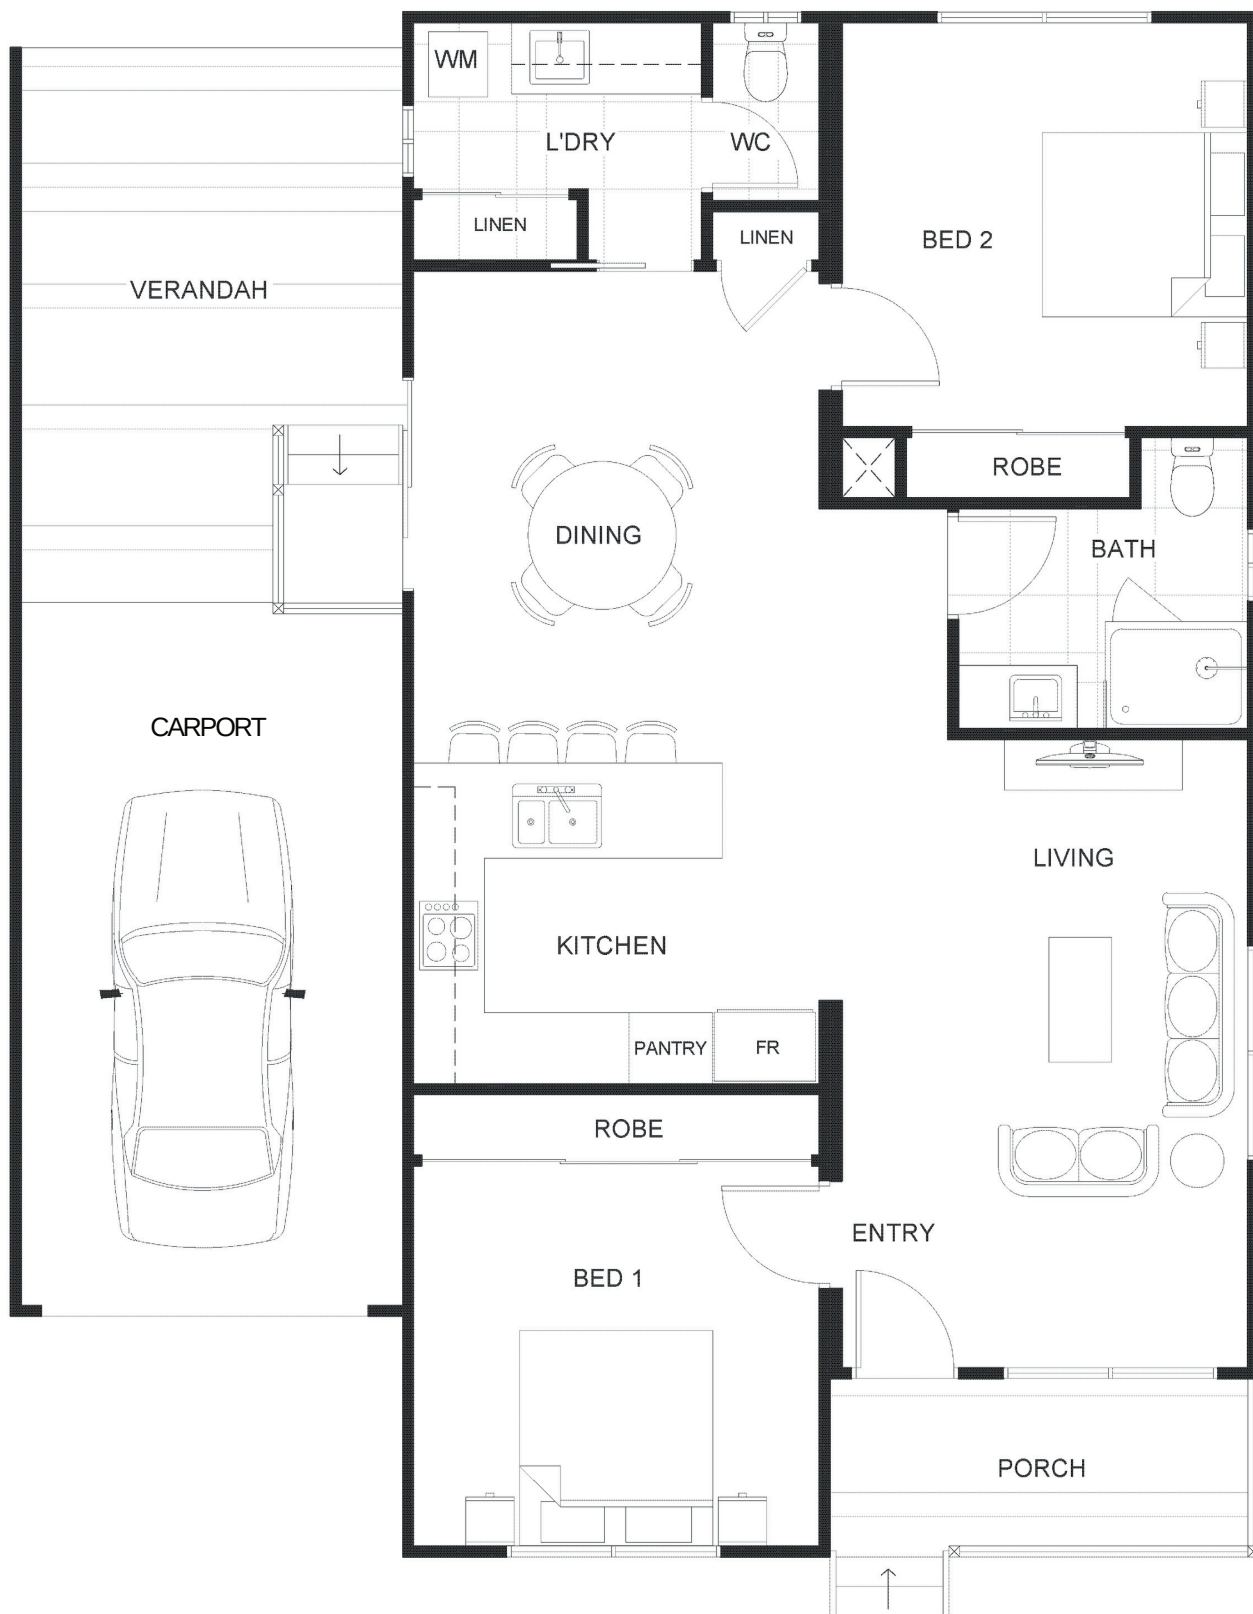 WM
L'DRY
WC
LINEN
LINEN
BED 2
VERANDAH
ROBE
DINING
BATH
CARPORT
LIVING
KITCHEN
PANTRY
FR
ROBE
ENTRY
BED 1
PORCH